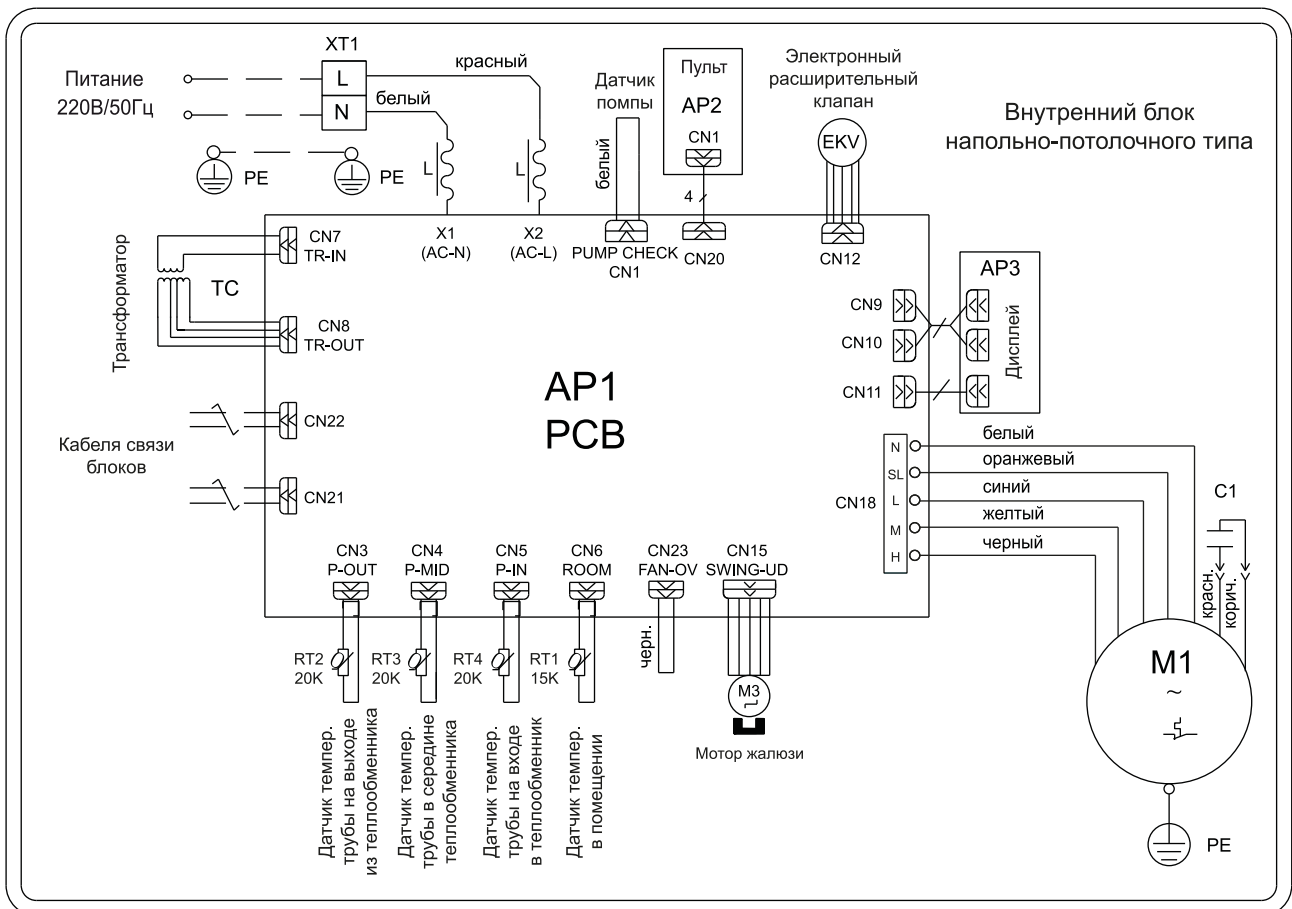 XT1
Питание
220В/50Гц
L
N
красный
белый
PE
PE
L
L
Датчик
помпы
белый
Пульт
AP2
CN1
4
Электронный
расширительный
клапан
EKV
Внутренний блок
напольно-потолочного типа
Трансформатор
TC
CN7
TR-IN
CN8
TR-OUT
X1
(AC-N)
X2
(AC-L)
PUMP CHECK
CN1
CN20
CN12
CN9
CN10
CN11
AP3
Дисплей
AP1
PCB
Кабеля связи
блоков
CN22
CN21
CN18
N
SL
L
M
H
белый
оранжевый
синий
желтый
черный
C1
красн.
корич.
CN3
P-OUT
CN4
P-MID
CN5
P-IN
CN6
ROOM
CN23
FAN-OV
CN15
SWING-UD
RT2
20K
RT3
20K
RT4
20K
RT1
15K
черн.
M3
Мотор жалюзи
M1
~
PE
Датчик темпер.
трубы на выходе
из теплообменника
Датчик темпер.
трубы в середине
теплообменника
Датчик темпер.
трубы на входе
в теплообменник
Датчик темпер.
в помещении